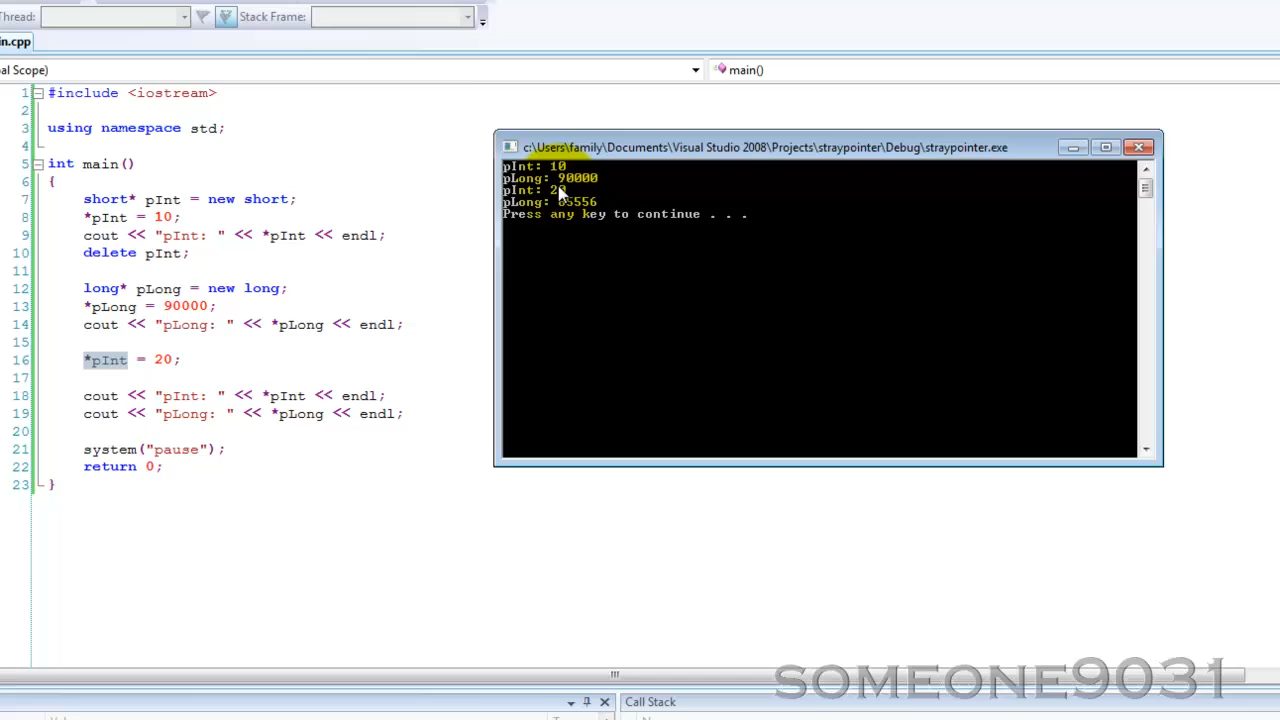 Thread:
Stack Frame:
in.cpp
al Scope)
main()
1 #include <iostream>
2
3 using namespace std;
4
5 int main()
6 {
7 short* pInt = new short;
8 *pInt = 10;
9 cout << "pInt: " << *pInt << endl;
10 delete pInt;
11
12 long* pLong = new long;
13 *pLong = 90000;
14 cout << "pLong: " << *pLong << endl;
15
16 *pInt = 20;
17
18 cout << "pInt: " << *pInt << endl;
19 cout << "pLong: " << *pLong << endl;
20
21 system("pause");
22 return 0;
23 }
c:\Users\family\Documents\Visual Studio 2008\Projects\straypointer\Debug\straypointer.exe
pInt: 10
pLong: 90000
pInt: 20
pLong: 65556
Press any key to continue . . .
SOMEONE9031
Call Stack